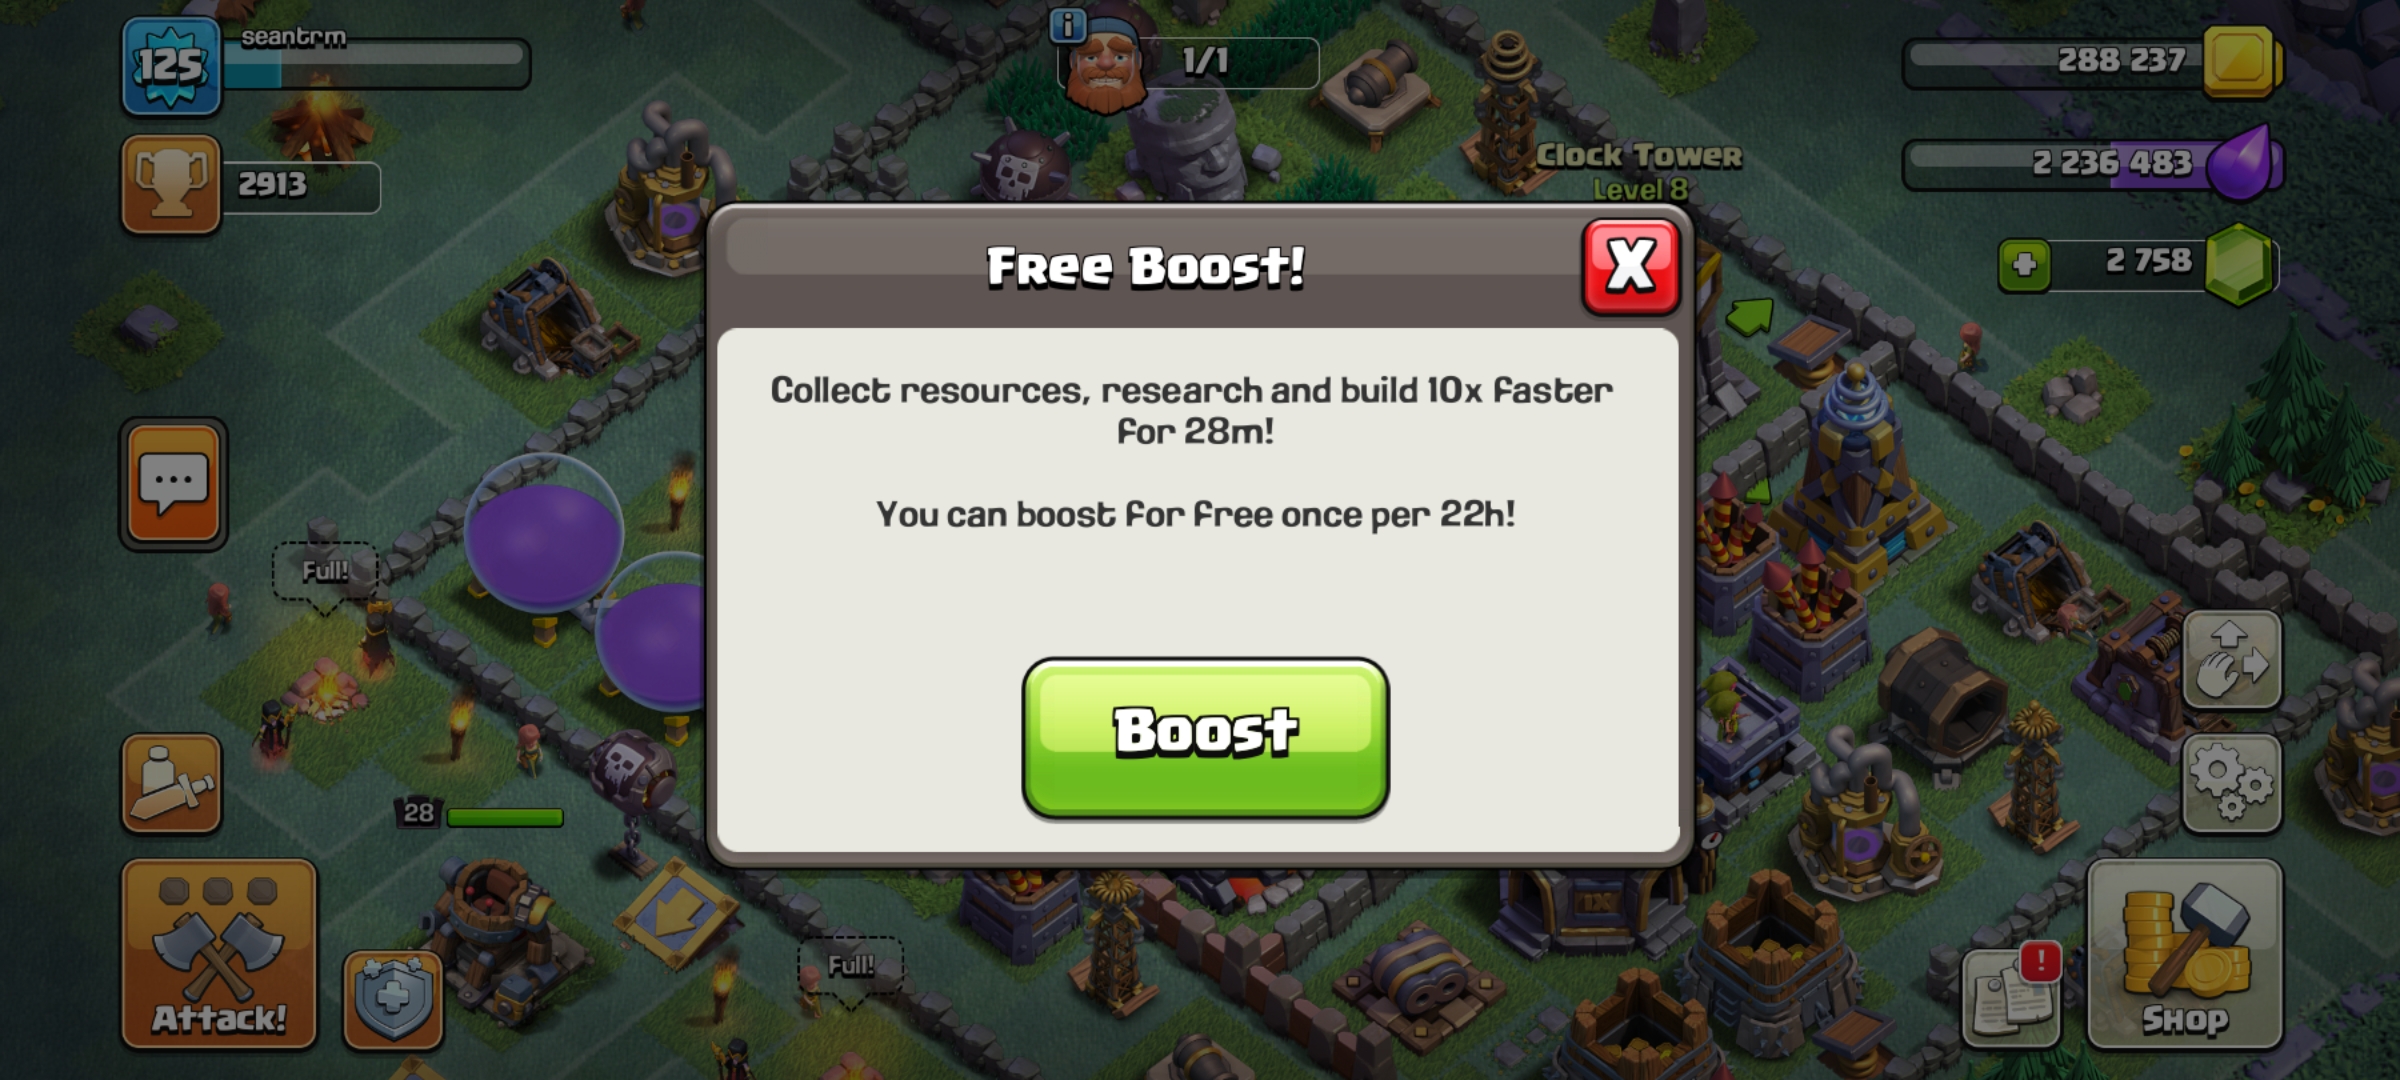 125
seantrm
i
1/1
288 237
2913
Clock Tower
Level 8
2 236 483
2 758
Free Boost!
X
Collect resources, research and build 10x faster
for 28m!
You can boost for free once per 22h!
Full!
Boost
28
Full!
Attack!
!
Shop